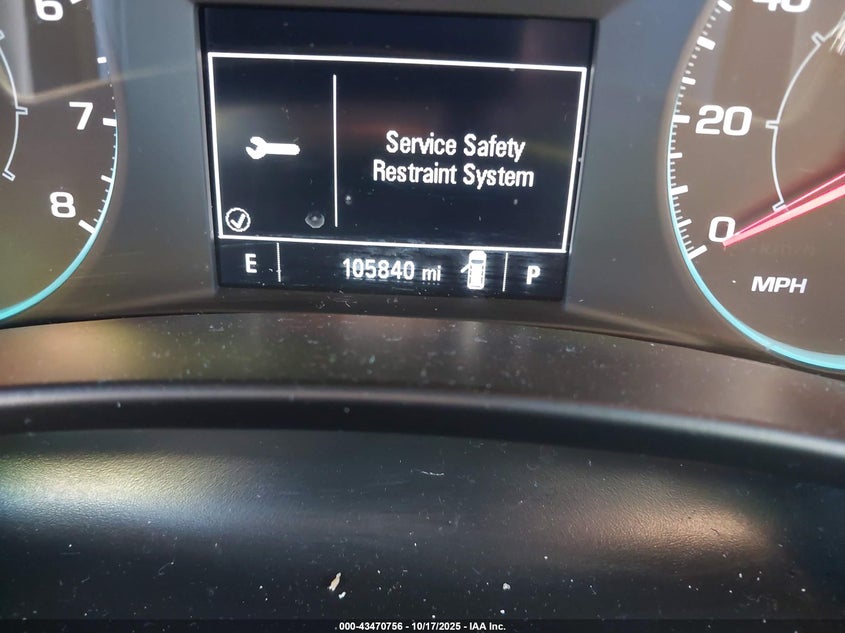 6
7
8
Service Safety
Restraint System
E
105840 mi
P
40
20
0
MPH
000-43470756 - 10/17/2025 - IAA Inc.